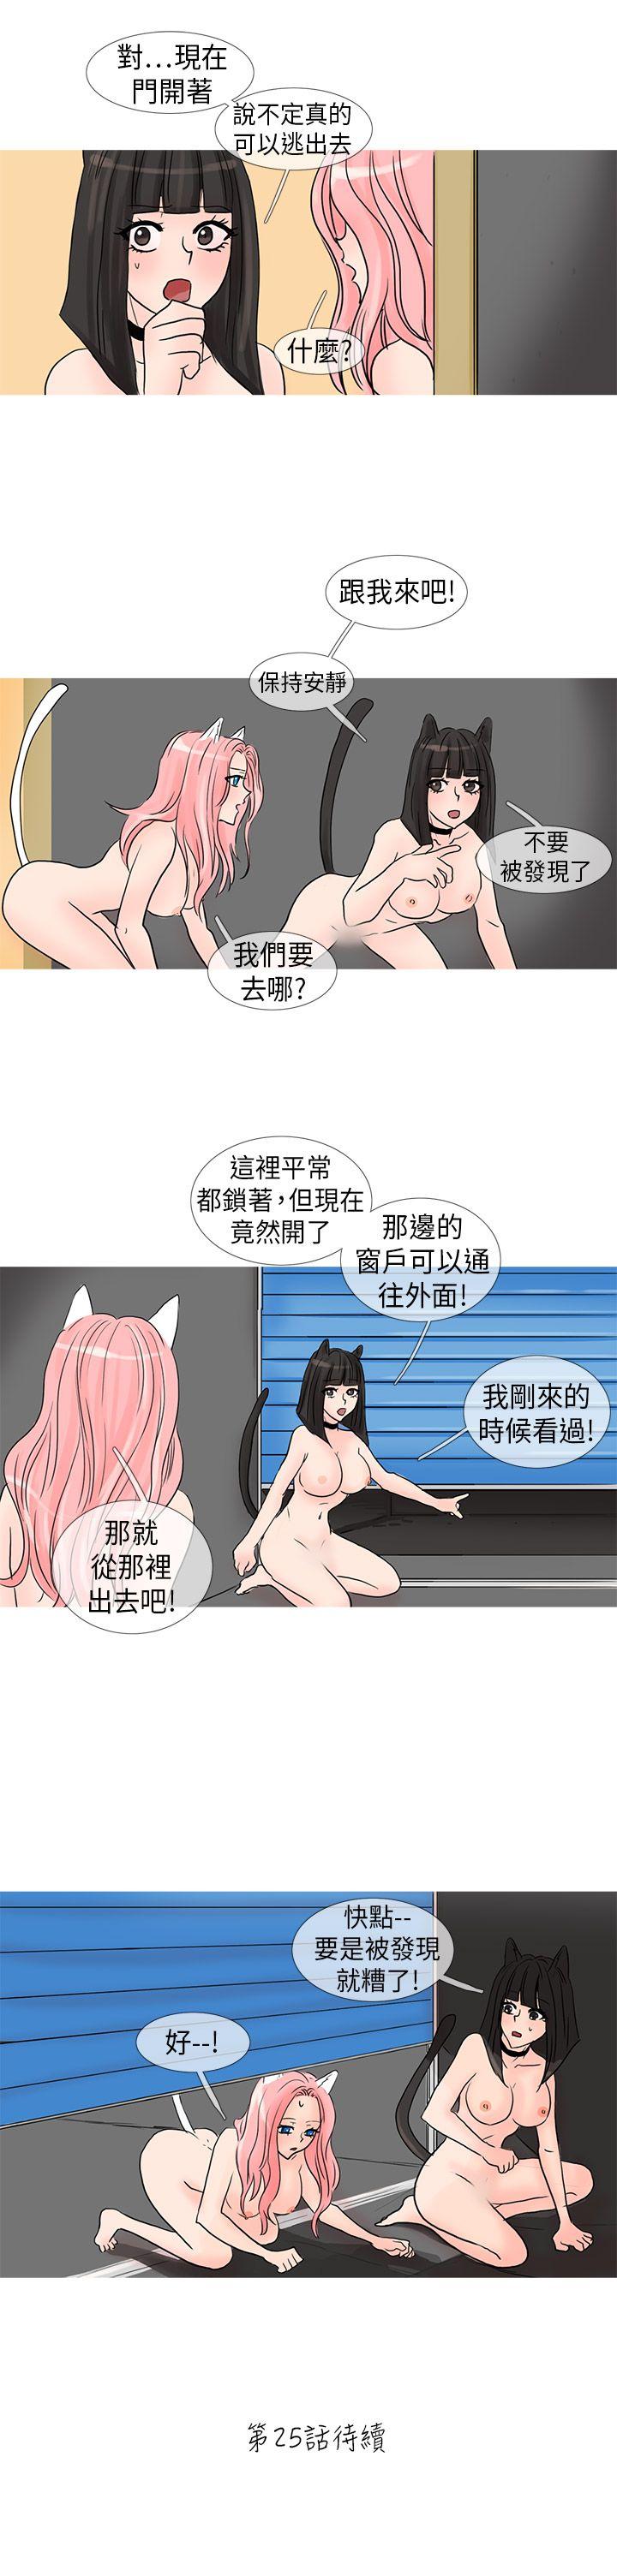 對…現在
門開著
說不定真的
可以逃出去
什麼?
跟我來吧!
保持安靜
不要
被發現了
我們要
去哪?
這裡平常
都鎖著,但現在
竟然開了
那邊的
窗戶可以通
往外面!
我剛來的
時候看過!
那就
從那裡
出去吧!
快點--
要是被發現
就糟了!
好--!
第25話待續